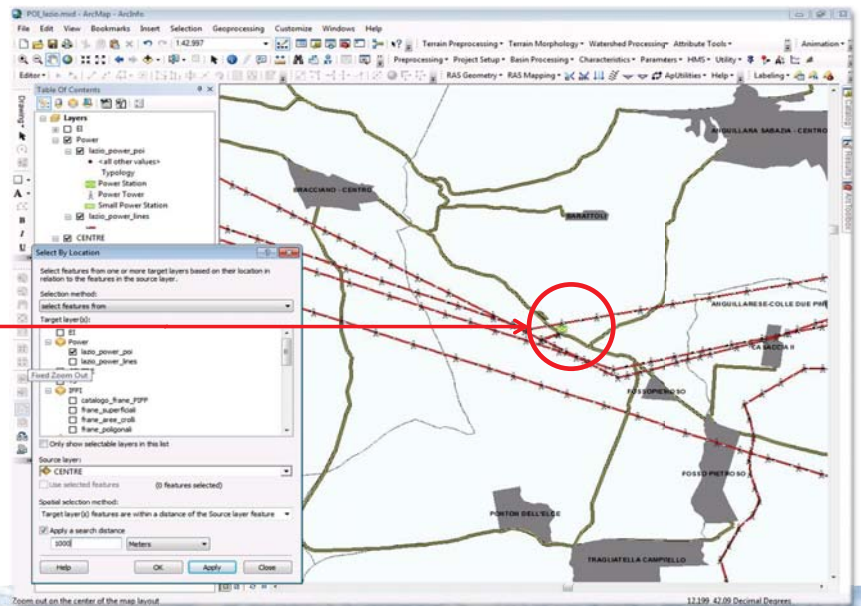 POI_lazio.mxd - ArcMap - ArcInfo
File Edit View Bookmarks Insert Selection Geoprocessing Customize Windows Help
1:42.997
Terrain Preprocessing Terrain Morphology Watershed Processing Attribute Tools
Animation
Preprocessing Project Setup Basin Processing Characteristics Parameters HMS Utility
Editor
RAS Geometry RAS Mapping ApUtilities Help
Labeling
Table Of Contents
Drawing
Layers
El
Power
lazio_power_poi
<all other values>
Typology
Power Station
Power Tower
Small Power Station
lazio_power_lines
CENTRE
Select By Location
Select features from one or more target layers based on their location in
relation to the features in the source layer.
Selection method:
select features from
Target layer(s):
El
Power
lazio_power_poi
lazio_power_lines
Fixed Zoom Out
IFFI
catalogo_frane_PIFF
frane_superficiali
frane_aree_crolli
frane_poligonali
Only show selectable layers in this list
Source layer:
CENTRE
Use selected features (0 features selected)
Spatial selection method:
Target layer(s) features are within a distance of the Source layer feature
Apply a search distance
1000 Meters
Help OK Apply Close
ANGUILLARA SABAZIA - CENTRO
BRACCIANO - CENTRO
BARATTOLI
ANGUILLARESE-COLLE DUE PINI
CASACCIA II
FOSSOPIETROSO
FOSSO PIETROSO
PONTON DELL'ELCE
TRAGLIATELLA CAMPITELLO
Catalog
Results
ArcToolbox
Zoom out on the center of the map layout
12,199 42,09 Decimal Degrees